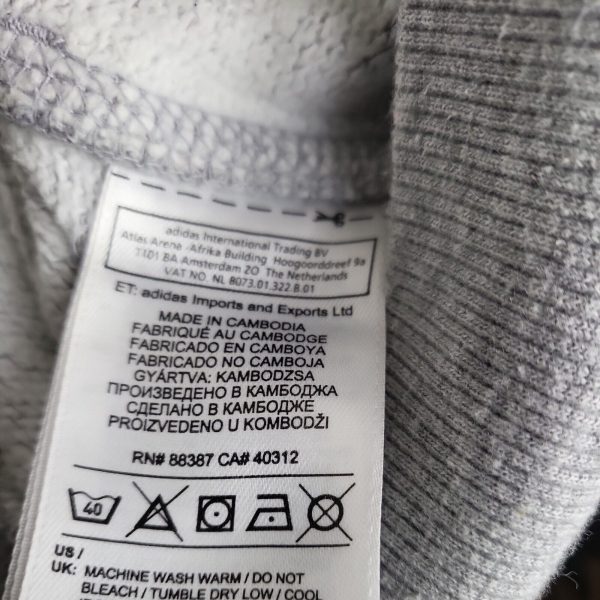 adidas International Trading BV
Atlas Arena -Afrika Building Hoogoorddreef 9a
1101 BA Amsterdam ZO The Netherlands
VAT NO. NL 8073.01.322.B.01
ET: adidas Imports and Exports Ltd
MADE IN CAMBODIA
FABRIQUÉ AU CAMBODGE
FABRICADO EN CAMBOYA
FABRICADO NO CAMBOJA
GYÁRTVA: KAMBODZSA
ПРОИЗВЕДЕНО В КАМБОДЖА
СДЕЛАНО В КАМБОДЖЕ
PROIZVEDENO U KOMBODŽI
RN# 88387 CA# 40312
40
US /
UK: MACHINE WASH WARM / DO NOT
BLEACH / TUMBLE DRY LOW / COOL